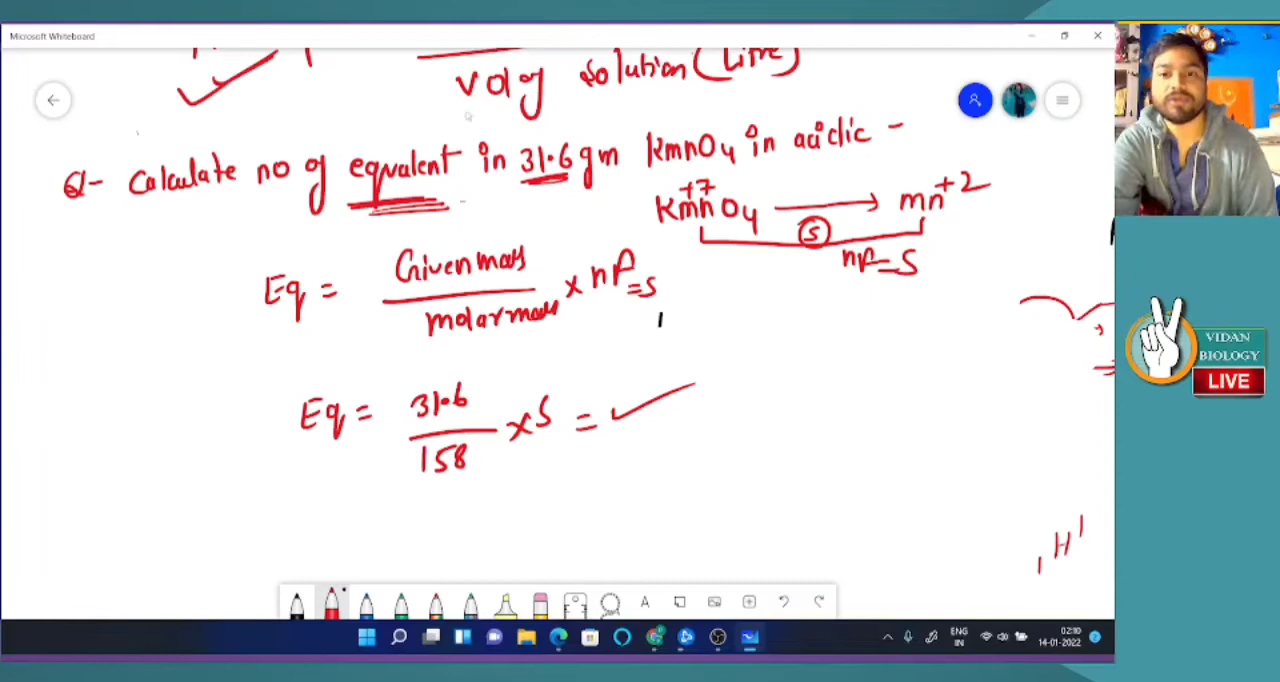 Microsoft Whiteboard
vol of solution (Litre)
Q- Calculate no of equvalent in 31.6 gm KmnO4 in acidic -
+7 +2
KmnO4 → mn
5
nf=5
Eq = Given mass / molar mass × nf =5
Eq = 31.6 / 158 × 5 =
VIDAN
BIOLOGY
LIVE
'H'
A
ENG
IN
02:10
14-01-2022